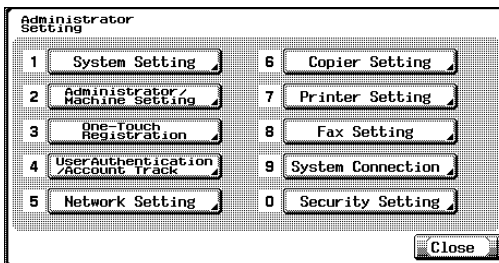 Administrator
Setting
1 System Setting
2 Administrator/
Machine Setting
3 One-Touch
Registration
4 UserAuthentication
/Account Track
5 Network Setting
6 Copier Setting
7 Printer Setting
8 Fax Setting
9 System Connection
0 Security Setting
Close